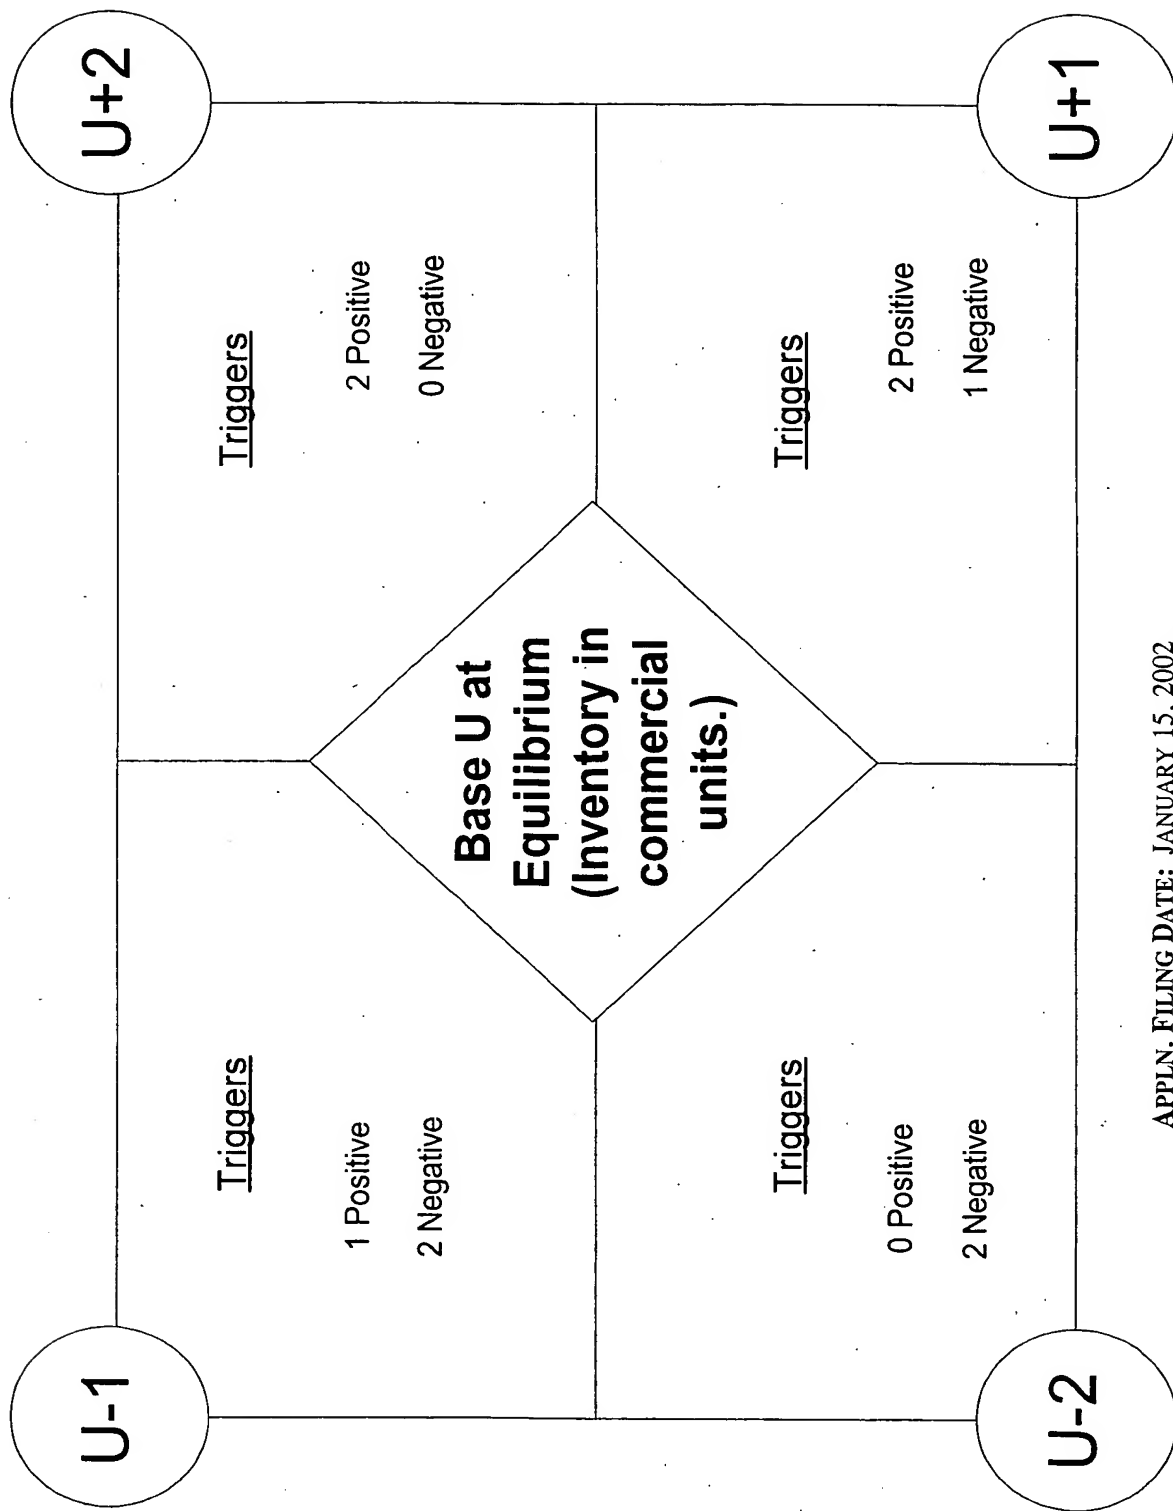 U-1
U+2
Triggers
1 Positive
2 Negative
Triggers
2 Positive
0 Negative
Base U at
Equilibrium
(Inventory in
commercial
units.)
Triggers
0 Positive
2 Negative
Triggers
2 Positive
1 Negative
U-2
U+1
APPLN. FILING DATE: JANUARY 15, 2002